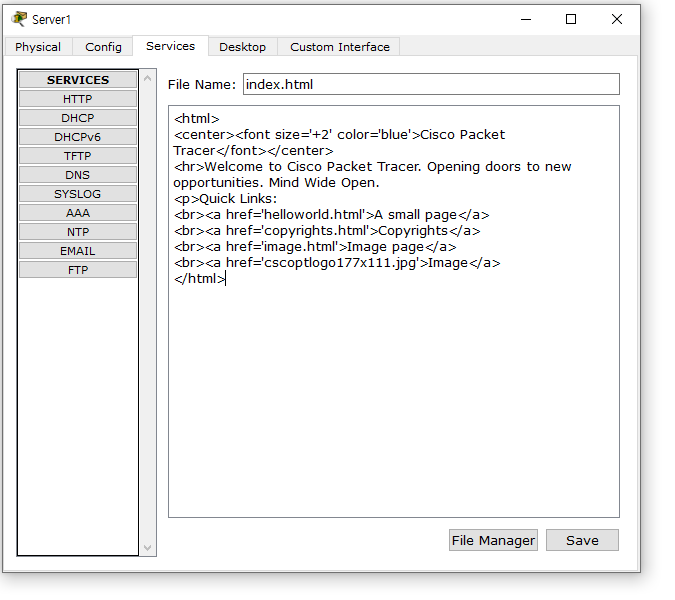 Server1
Physical Config Services Desktop Custom Interface
SERVICES
HTTP
DHCP
DHCPv6
TFTP
DNS
SYSLOG
AAA
NTP
EMAIL
FTP
File Name: index.html
<html>
<center><font size='+2' color='blue'>Cisco Packet
Tracer</font></center>
<hr>Welcome to Cisco Packet Tracer. Opening doors to new
opportunities. Mind Wide Open.
<p>Quick Links:
<br><a href='helloworld.html'>A small page</a>
<br><a href='copyrights.html'>Copyrights</a>
<br><a href='image.html'>Image page</a>
<br><a href='cscoptlogo177x111.jpg'>Image</a>
</html>
File Manager Save